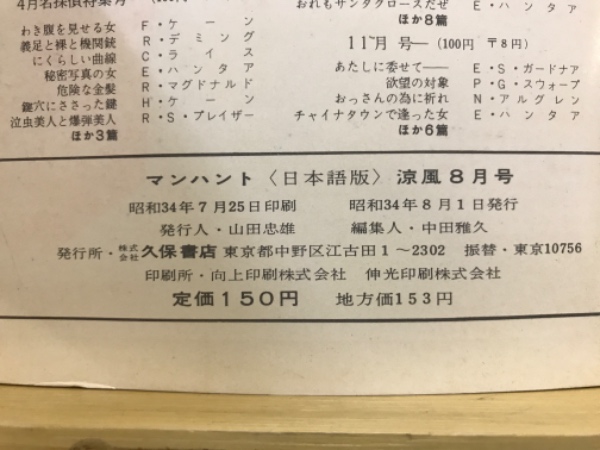 4月名探偵特集号
わき腹を見せる女 F・ケーン
義足と裸と機関銃 R・デミング
にくらしい曲線 C・ライス
秘密写真の女 E・ハンタア
危険な金髪 R・マグドナルド
鍵穴にささった鍵 H・ケーン
泣虫美人と爆弾美人 R・S・プレイザー
ほか3篇
おれもサンタクロースだぜ E・ハンタア
ほか8篇
11月号―(100円 〒8円)
あたしに委せて―― E・S・ガードナア
欲望の対象 P・G・スウォープ
おっさんの為に祈れ N・アルグレン
チャイナタウンで逢った女 E・ハンタア
ほか6篇
マンハント〈日本語版〉涼風8月号
昭和34年7月25日印刷 昭和34年8月1日発行
発行人・山田忠雄 編集人・中田雅久
発行所・株式会社久保書店 東京都中野区江古田1~2302 振替・東京10756
印刷所・向上印刷株式会社 伸光印刷株式会社
定価150円 地方価153円